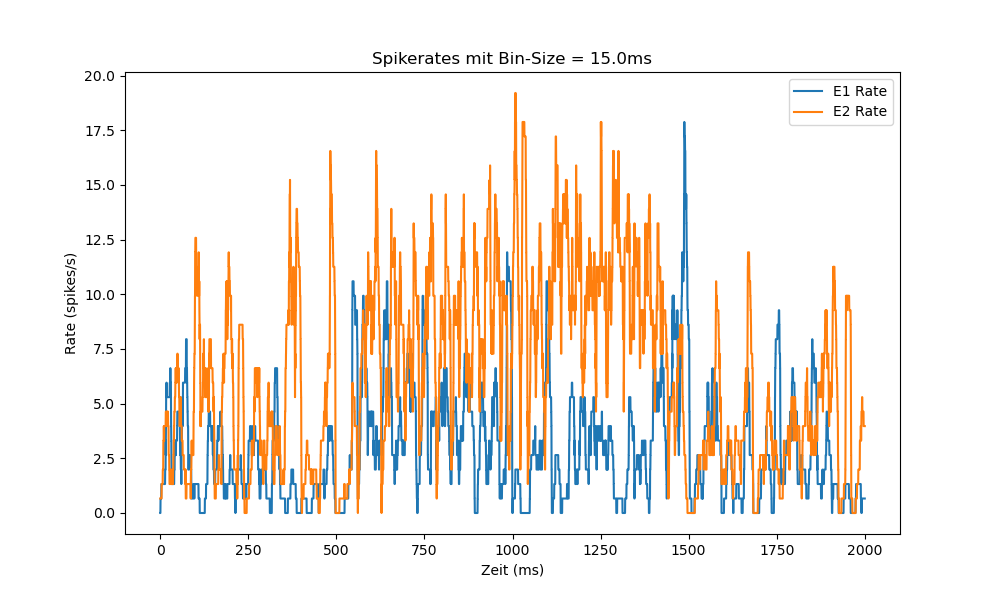 Spikerates mit Bin-Size = 15.0ms
E1 Rate
E2 Rate
Rate (spikes/s)
20.0
17.5
15.0
12.5
10.0
7.5
5.0
2.5
0.0
0 250 500 750 1000 1250 1500 1750 2000
Zeit (ms)